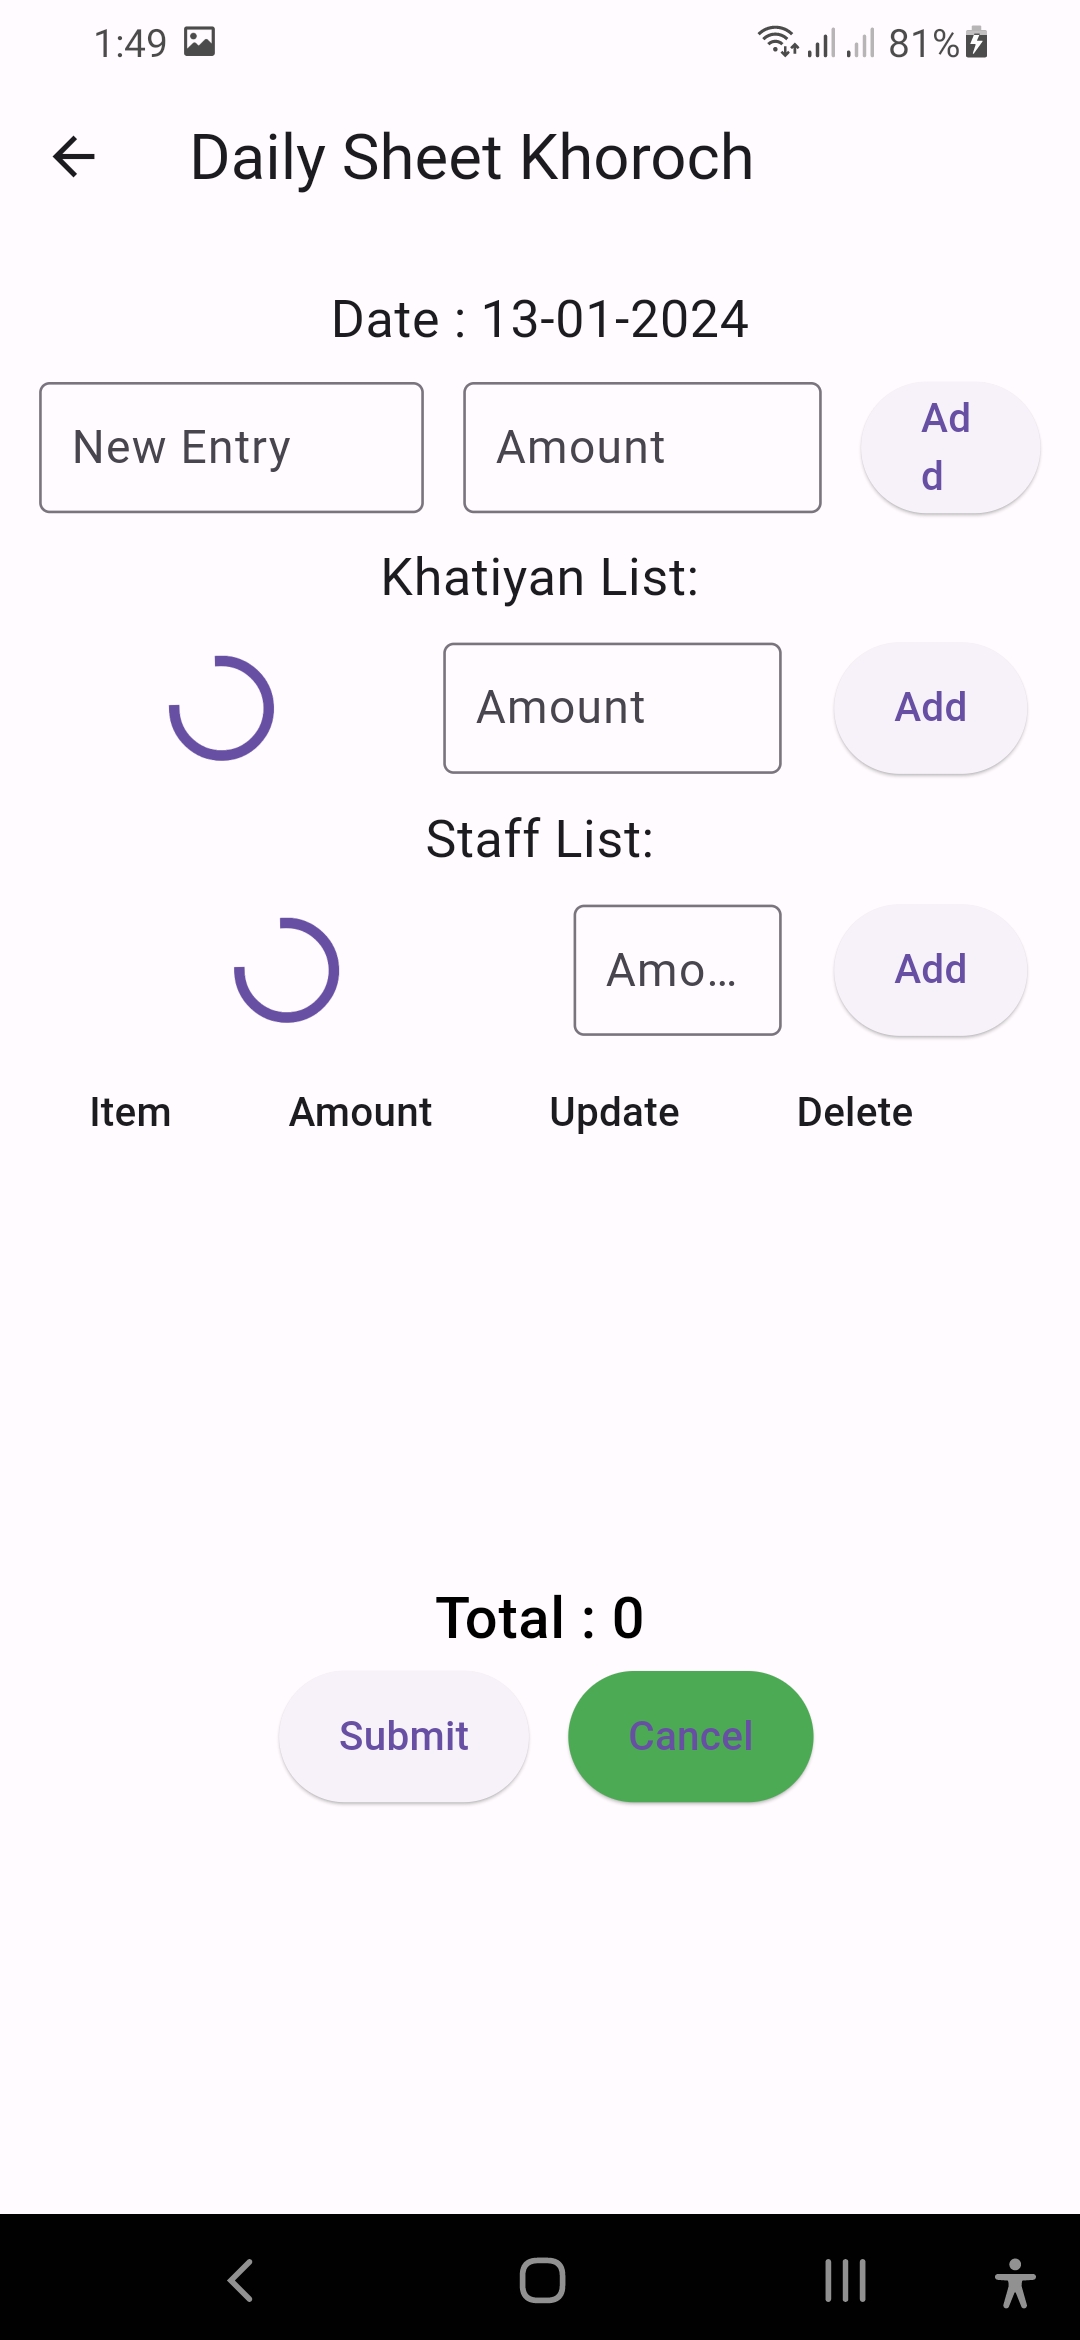 1:49 81%
Daily Sheet Khoroch
Date : 13-01-2024
New Entry Amount Ad
d
Khatiyan List:
Amount Add
Staff List:
Amo... Add
Item Amount Update Delete
Total : 0
Submit Cancel